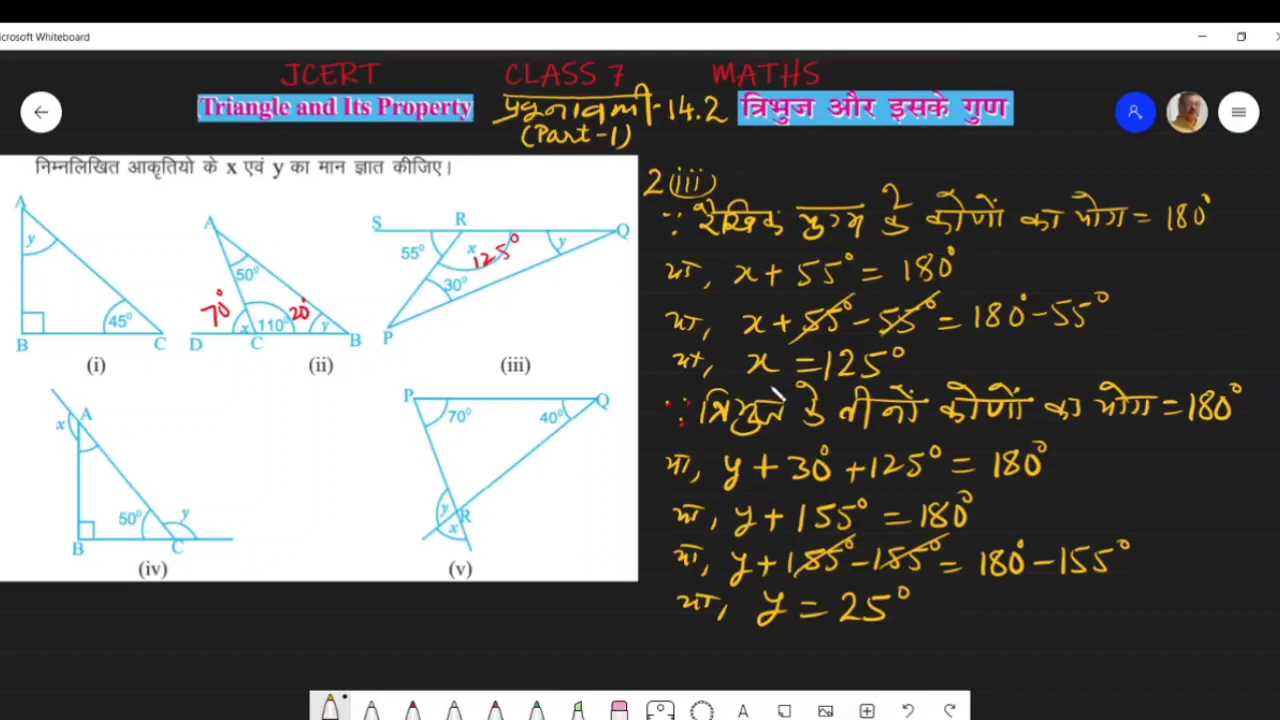 icrosoft Whiteboard
JCERT CLASS 7 MATHS
Triangle and Its Property प्रश्नावली-14.2 त्रिभुज और इसके गुण
(Part-1)
निम्नलिखित आकृतियो के x एवं y का मान ज्ञात कीजिए।
A
y
45°
B
C
(i)
A
50°
70°
x
110°
20°
y
D
C
B
(ii)
S
R
Q
55°
x
125°
y
30°
P
(iii)
A
x
50°
y
B
C
(iv)
P
Q
70°
40°
y
R
x
(v)
2(iii)
∵ रैखिक युग्म के कोणों का योग = 180°
या, x + 55° = 180°
या, x + 55° - 55° = 180° - 55°
या, x = 125°
∵ त्रिभुज के तीनों कोणों का योग = 180°
या, y + 30° + 125° = 180°
या, y + 155° = 180°
या, y + 155° - 155° = 180° - 155°
या, y = 25°
A